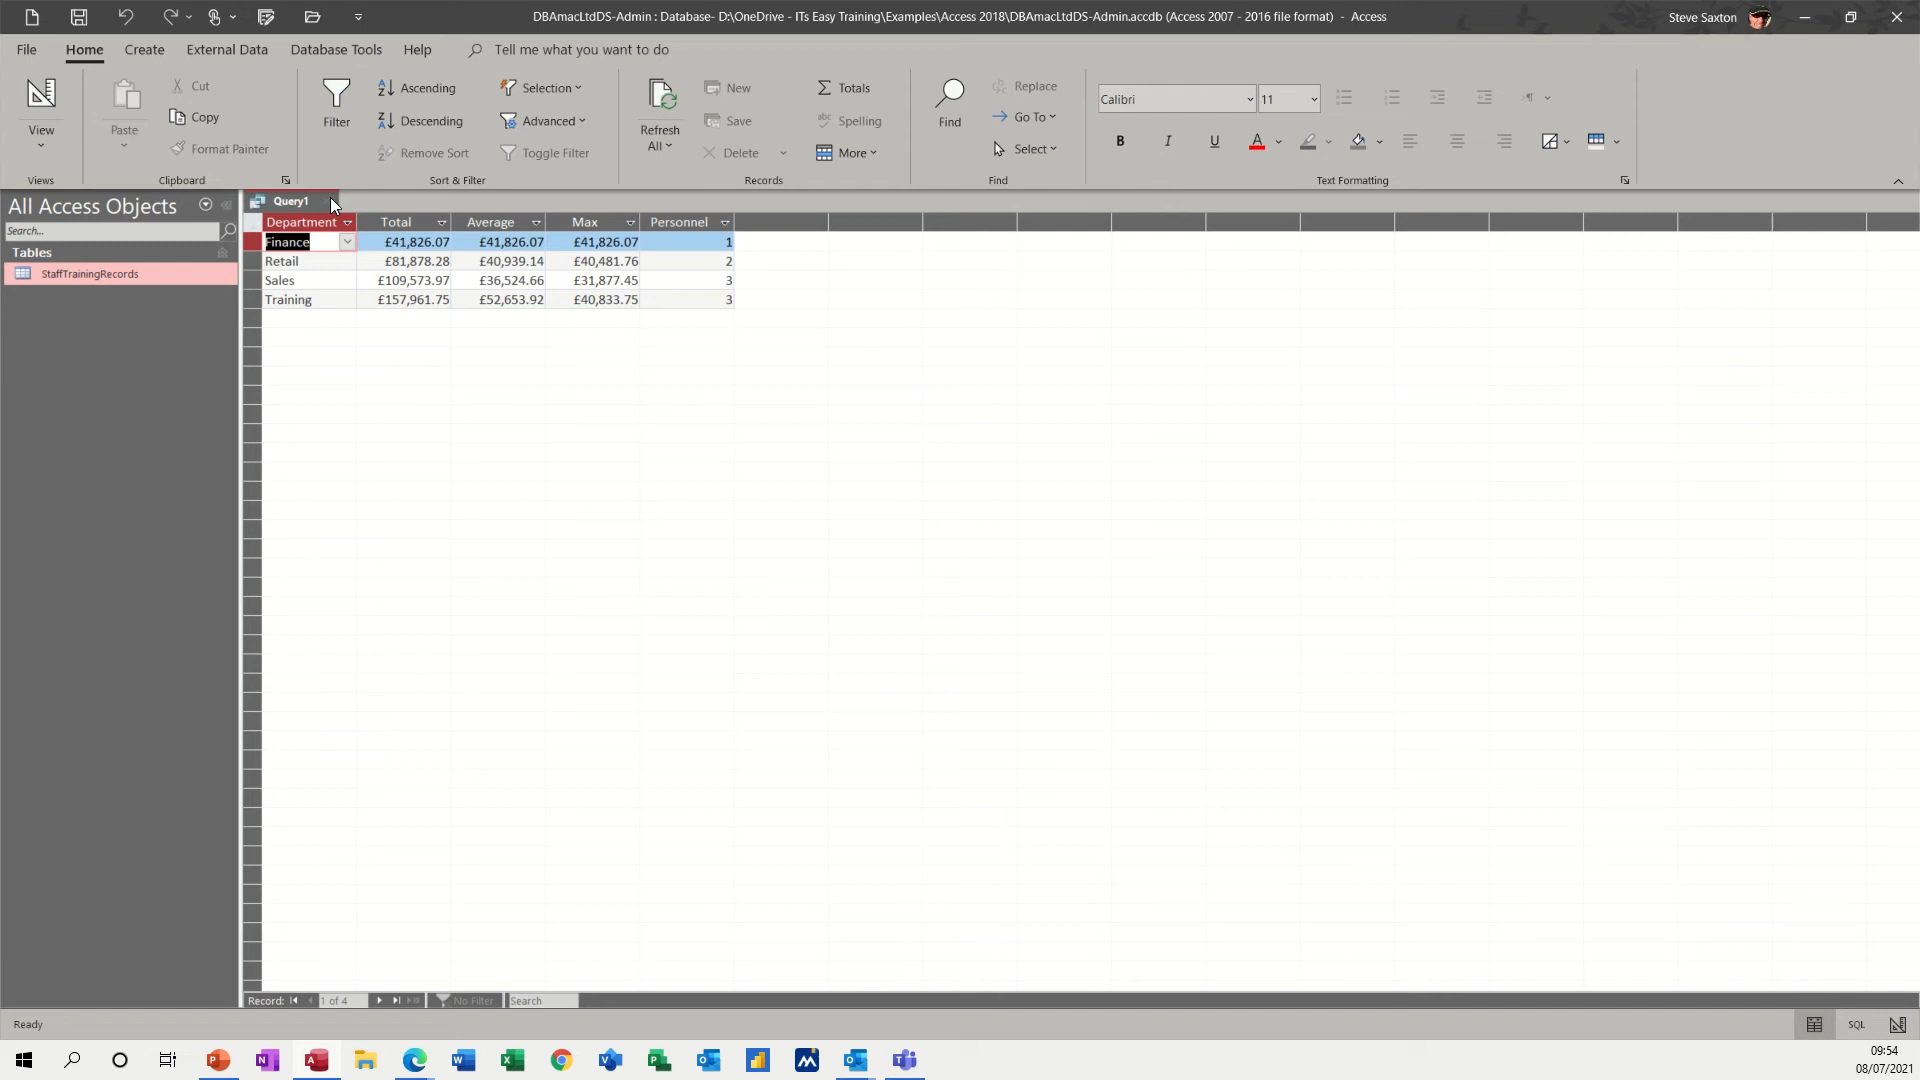 DBAmacLtdDS-Admin : Database- D:\OneDrive - ITs Easy Training\Examples\Access 2018\DBAmacLtdDS-Admin.accdb (Access 2007 - 2016 file format) - Access
Steve Saxton
File Home Create External Data Database Tools Help Tell me what you want to do
View
Views
Paste
Cut
Copy
Format Painter
Clipboard
Filter
Ascending
Descending
Remove Sort
Selection
Advanced
Toggle Filter
Sort & Filter
Refresh
All
New
Save
Delete
Totals
Spelling
More
Records
Find
Replace
Go To
Select
Find
Calibri 11
B I U A
Text Formatting
All Access Objects
Search...
Tables
StaffTrainingRecords
Query1
Department Total Average Max Personnel
Finance £41,826.07 £41,826.07 £41,826.07 1
Retail £81,878.28 £40,939.14 £40,481.76 2
Sales £109,573.97 £36,524.66 £31,877.45 3
Training £157,961.75 £52,653.92 £40,833.75 3
Record: 1 of 4 No Filter Search
Ready
SQL
09:54
08/07/2021